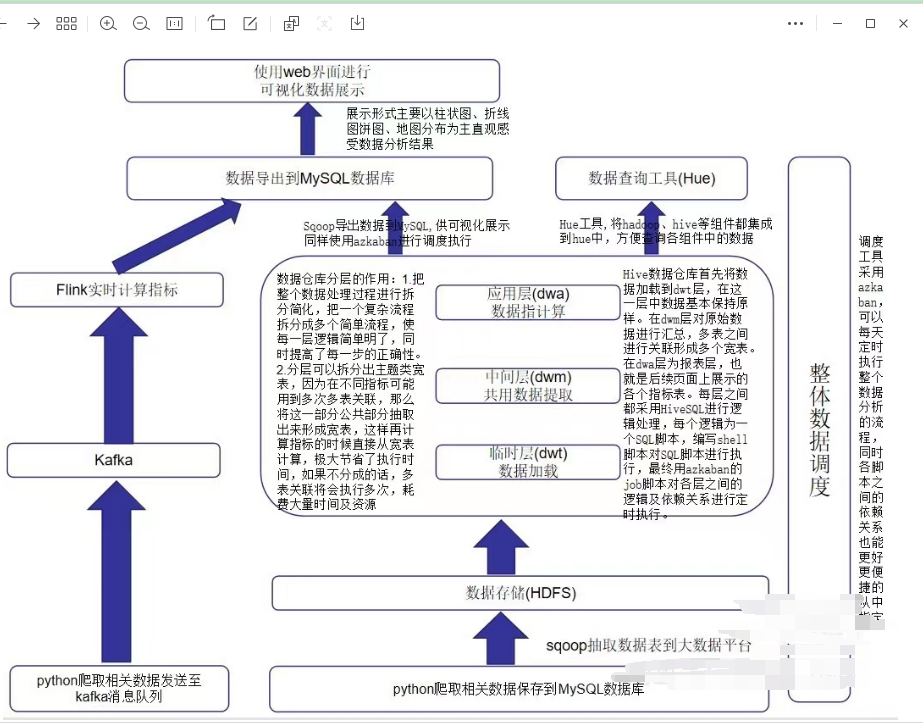 使用web界面进行
可视化数据展示
展示形式主要以柱状图、折线
图饼图、地图分布为主直观感
受数据分析结果
数据导出到MySQL数据库
数据查询工具(Hue)
Sqoop导出数据到MySQL,供可视化展示
同样使用azkaban进行调度执行
Hue工具,将hadoop、hive等组件都集成
到hue中，方便查询各组件中的数据
Flink实时计算指标
数据仓库分层的作用：1.把
整个数据处理过程进行拆
分简化，把一个复杂流程
拆分成多个简单流程，使
每一层逻辑简单明了，同
时提高了每一步的正确性。
2.分层可以拆分出主题类宽
表，因为在不同指标可能
用到多次多表关联，那么
将这一部分公共部分抽取
出来形成宽表，这样再计
算指标的时候直接从宽表
计算，极大节省了执行时
间，如果不分成的话，多
表关联将会执行多次，耗
费大量时间及资源
应用层(dwa)
数据指计算
中间层(dwm)
共用数据提取
临时层(dwt)
数据加载
Hive数据仓库首先将数
据加载到dwt层，在这
一层中数据基本保持原
样。在dwm层对原始数
据进行汇总，多表之间
进行关联形成多个宽表。
在dwa层为报表层，也
就是后续页面上展示的
各个指标表。每层之间
都采用HiveSQL进行逻
辑处理，每个逻辑为一
个SQL脚本，编写shell
脚本对SQL脚本进行执
行，最终用azkaban的
job脚本对各层之间的
逻辑及依赖关系进行定
时执行。
Kafka
数据存储(HDFS)
sqoop抽取数据表到大数据平台
python爬取相关数据发送至
kafka消息队列
python爬取相关数据保存到MySQL数据库
整体数据调度
调度
工具
采用
azka
ban，
可以
每天
定时
执行
整个
数据
分析
的流
程，
同时
各脚
本之
间的
依赖
关系
也能
更好
更便
捷的
从中